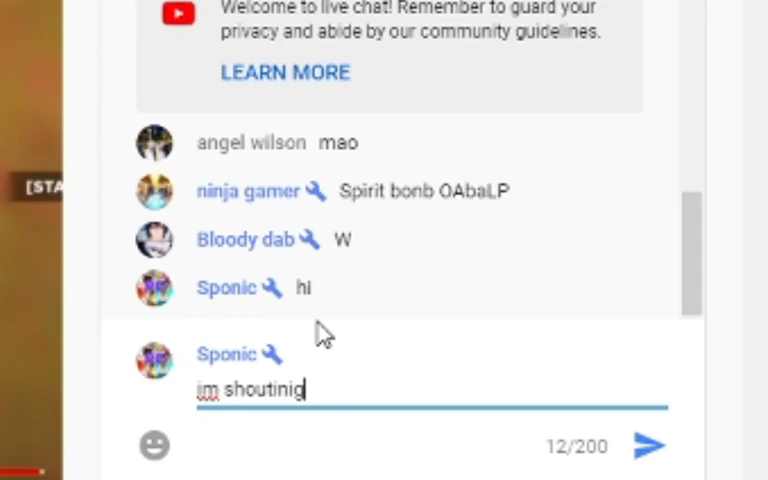 Welcome to live chat! Remember to guard your
privacy and abide by our community guidelines.
LEARN MORE
angel wilson mao
[STA
ninja gamer Spirit bonb OAbaLP
Bloody dab W
Sponic hi
Sponic
im shoutinig
12/200